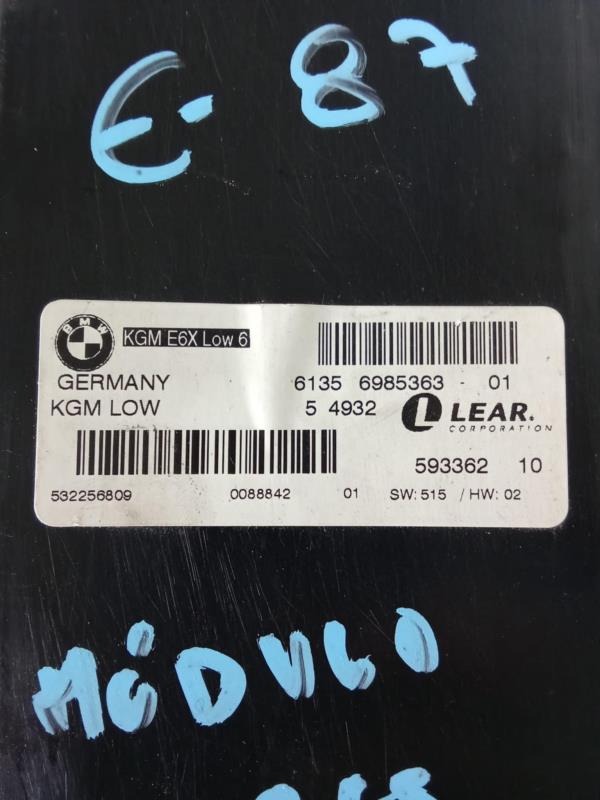 E-87
BMW
KGM E6X Low 6
GERMANY 6135 6985363 - 01
KGM LOW 5 4932 L LEAR.
CORPORATION
593362 10
532256809 0088842 01 SW: 515 / HW: 02
MÓDULO